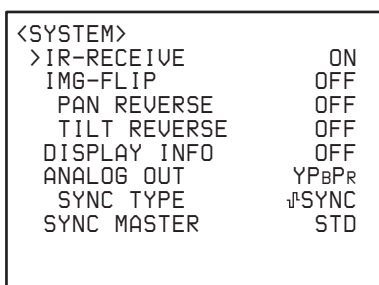 <SYSTEM>
>IR-RECEIVE ON
IMG-FLIP OFF
PAN REVERSE OFF
TILT REVERSE OFF
DISPLAY INFO OFF
ANALOG OUT YPBPR
SYNC TYPE SYNC
SYNC MASTER STD